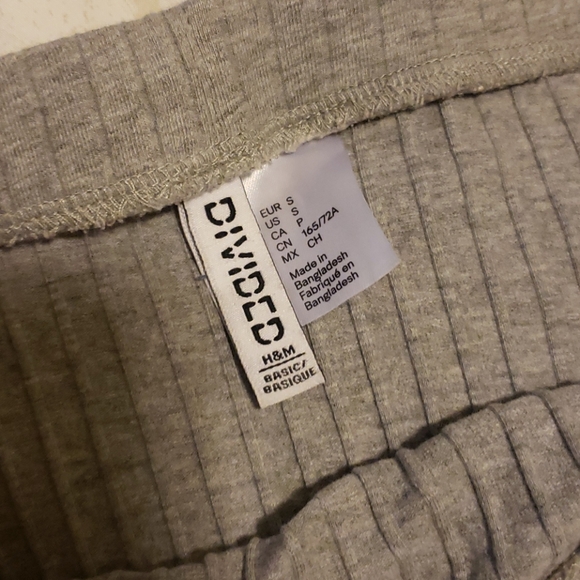 DIVIDED
H&M
BASIC/
BASIQUE
EUR S
US S
CA P
CN 165/72A
MX CH
Made in
Bangladesh
Fabriqué en
Bangladesh